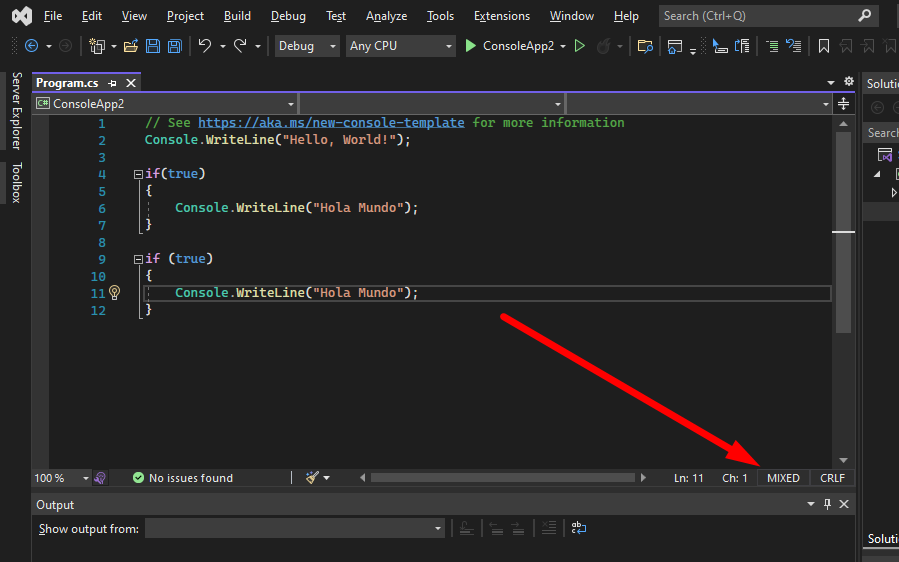 File Edit View Project Build Debug Test Analyze Tools Extensions Window Help Search (Ctrl+Q)
Debug Any CPU ConsoleApp2
Server Explorer
Toolbox
Program.cs
ConsoleApp2
1 // See https://aka.ms/new-console-template for more information
2 Console.WriteLine("Hello, World!");
3
4 if(true)
5 {
6 Console.WriteLine("Hola Mundo");
7 }
8
9 if (true)
10 {
11 Console.WriteLine("Hola Mundo");
12 }
100 % No issues found Ln: 11 Ch: 1 MIXED CRLF
Output
Show output from:
Soluti
Search
Soluti